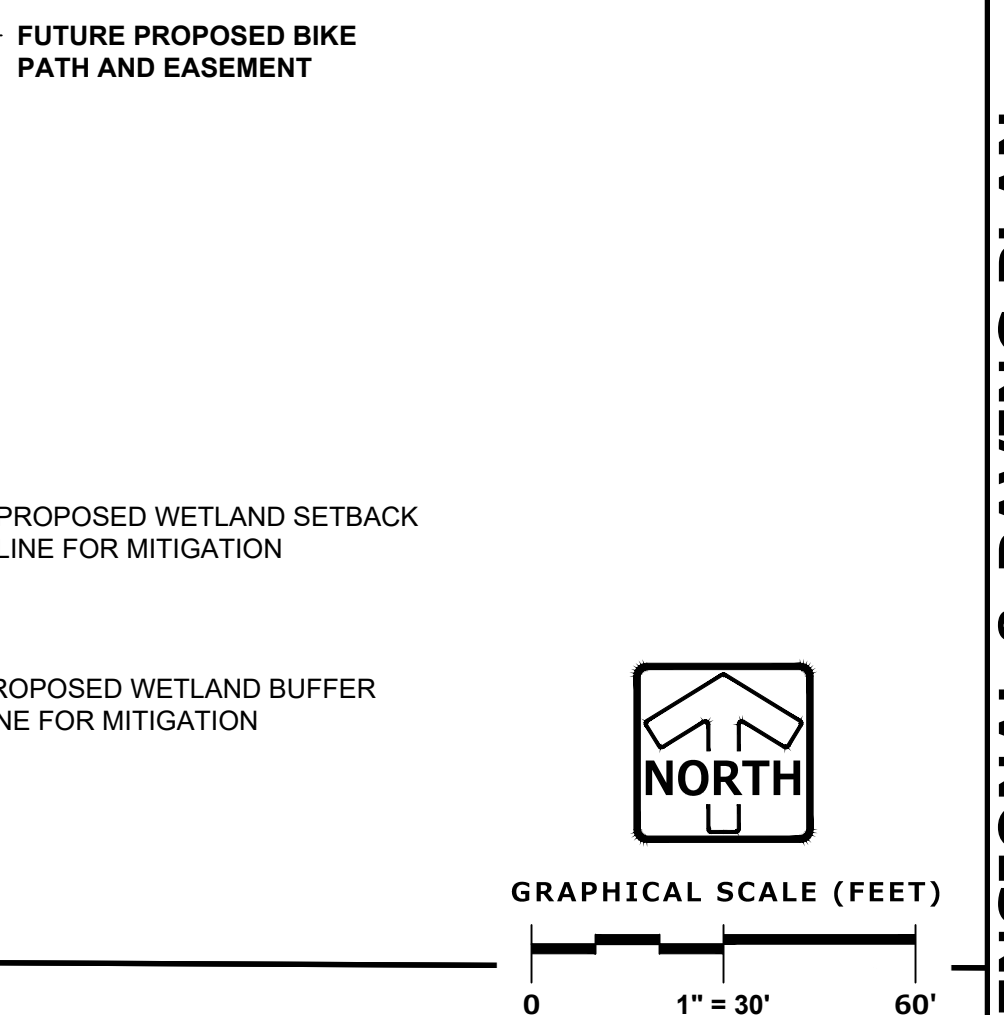 FUTURE PROPOSED BIKE
PATH AND EASEMENT
PROPOSED WETLAND SETBACK
LINE FOR MITIGATION
ROPOSED WETLAND BUFFER
NE FOR MITIGATION
NORTH
GRAPHICAL SCALE (FEET)
0 1" = 30' 60'